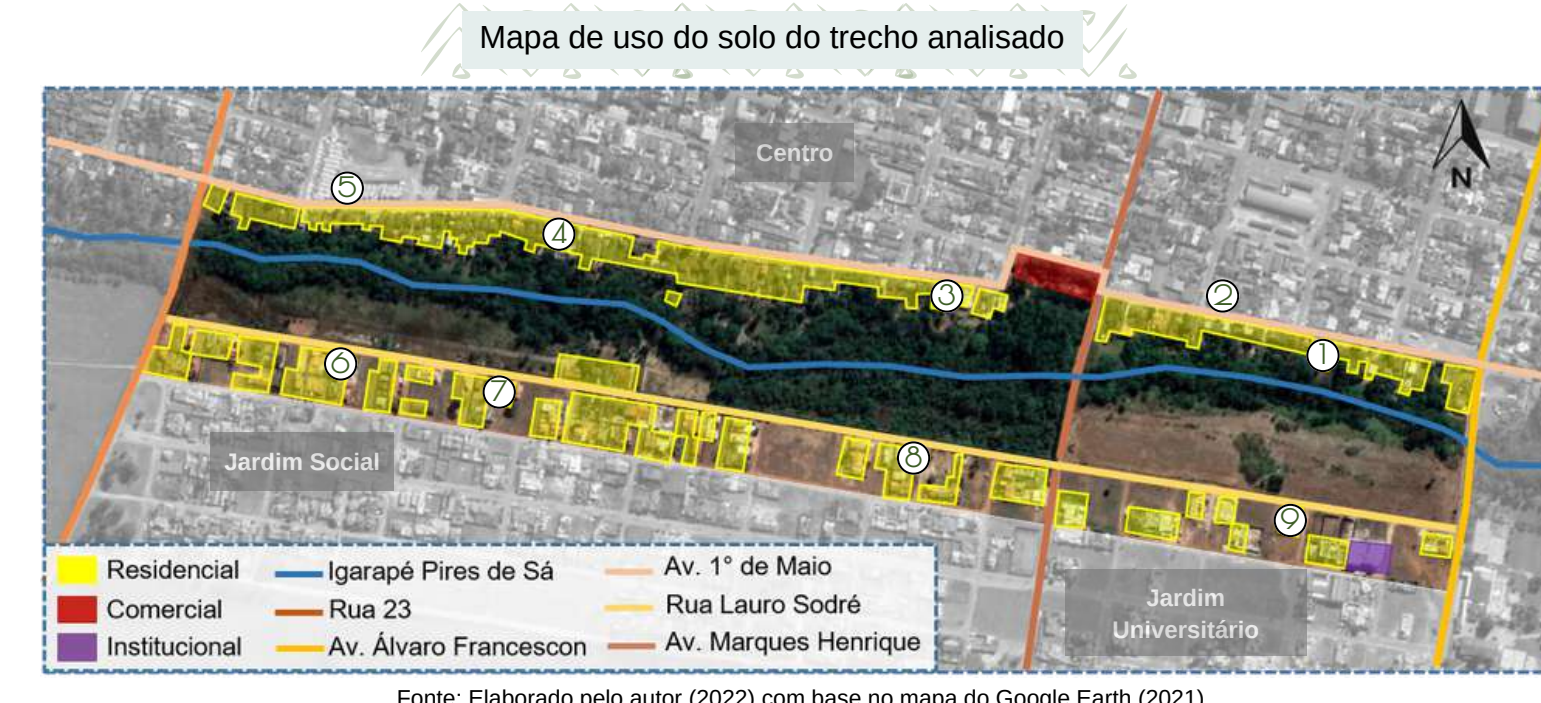 Mapa de uso do solo do trecho analisado
Centro
N
5
4
3
2
1
6
7
8
9
Jardim Social
Jardim
Universitário
Residencial
Comercial
Institucional
Igarapé Pires de Sá
Rua 23
Av. Álvaro Francescon
Av. 1° de Maio
Rua Lauro Sodré
Av. Marques Henrique
Fonte: Elaborado pelo autor (2022) com base no mapa do Google Earth (2021)